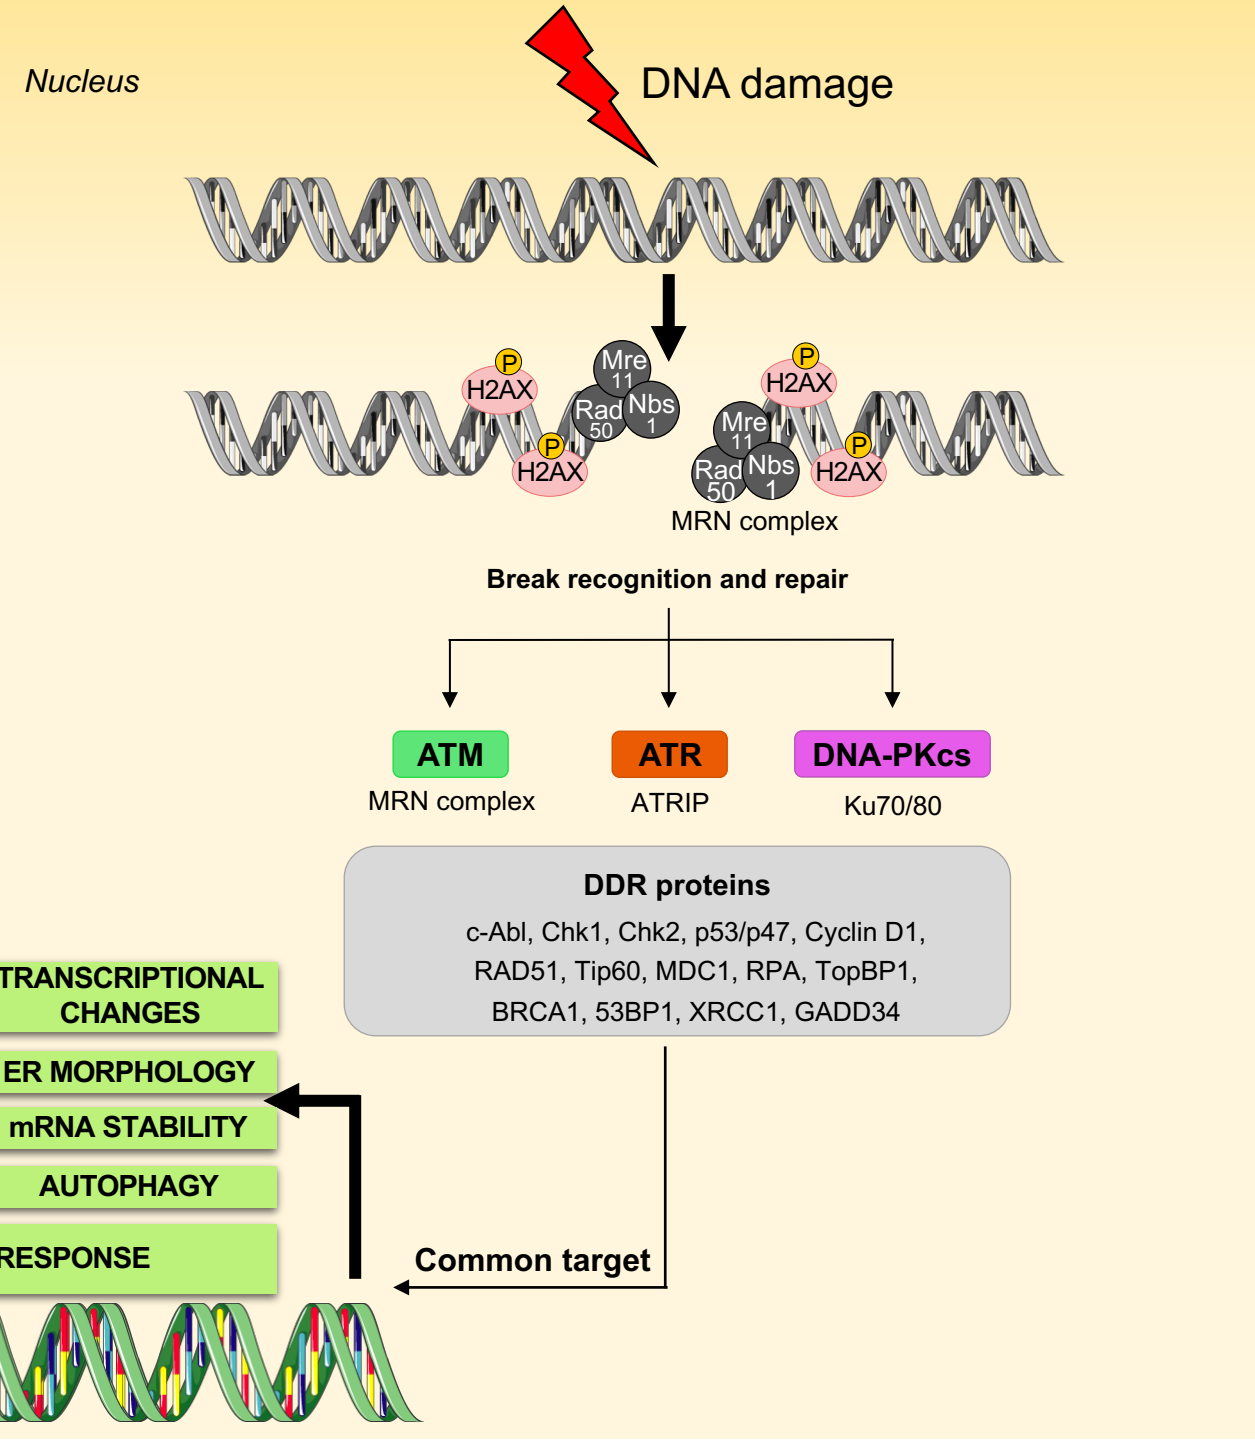 Nucleus
DNA damage
P
H2AX
P
H2AX
Mre
11
Rad
50
Nbs
1
P
H2AX
Mre
11
Rad
50
Nbs
1
P
H2AX
MRN complex
Break recognition and repair
ATM
ATR
DNA-PKcs
MRN complex
ATRIP
Ku70/80
DDR proteins
c-Abl, Chk1, Chk2, p53/p47, Cyclin D1,
RAD51, Tip60, MDC1, RPA, TopBP1,
BRCA1, 53BP1, XRCC1, GADD34
TRANSCRIPTIONAL
CHANGES
ER MORPHOLOGY
mRNA STABILITY
AUTOPHAGY
RESPONSE
Common target